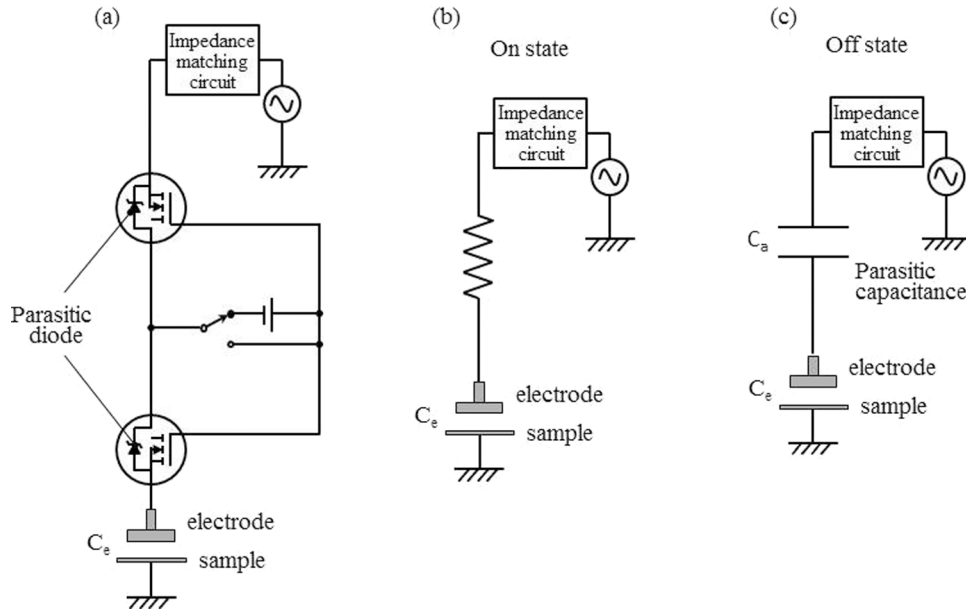 (a)
Impedance
matching
circuit
Parasitic
diode
electrode
Ce
sample
(b)
On state
Impedance
matching
circuit
electrode
Ce
sample
(c)
Off state
Impedance
matching
circuit
Ca
Parasitic
capacitance
electrode
Ce
sample